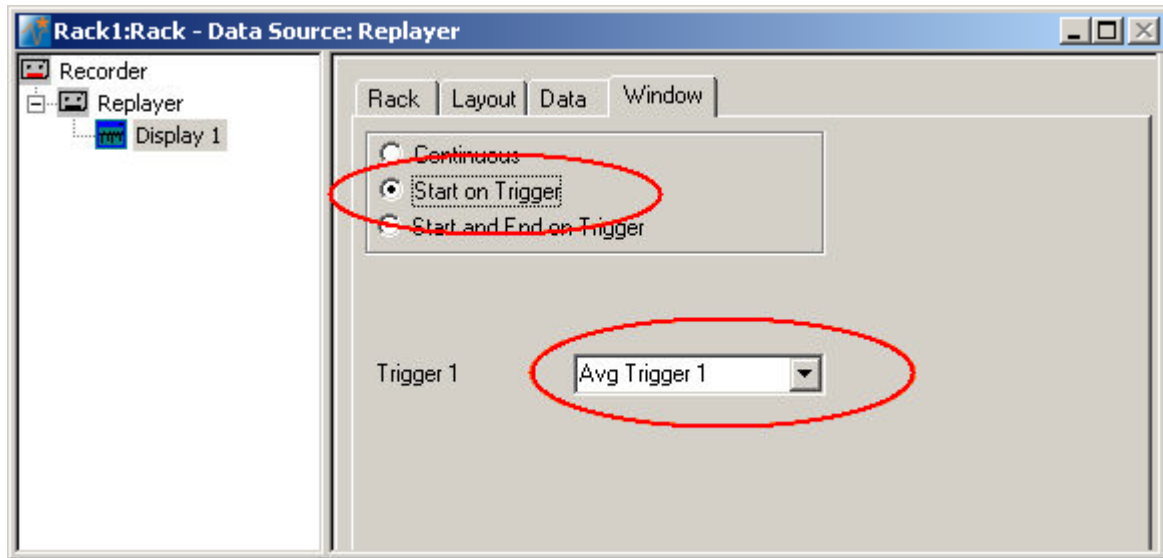 Rack1:Rack - Data Source: Replayer
Recorder
Replayer
Display 1
Rack Layout Data Window
Continuous
Start on Trigger
Start and End on Trigger
Trigger 1 Avg Trigger 1